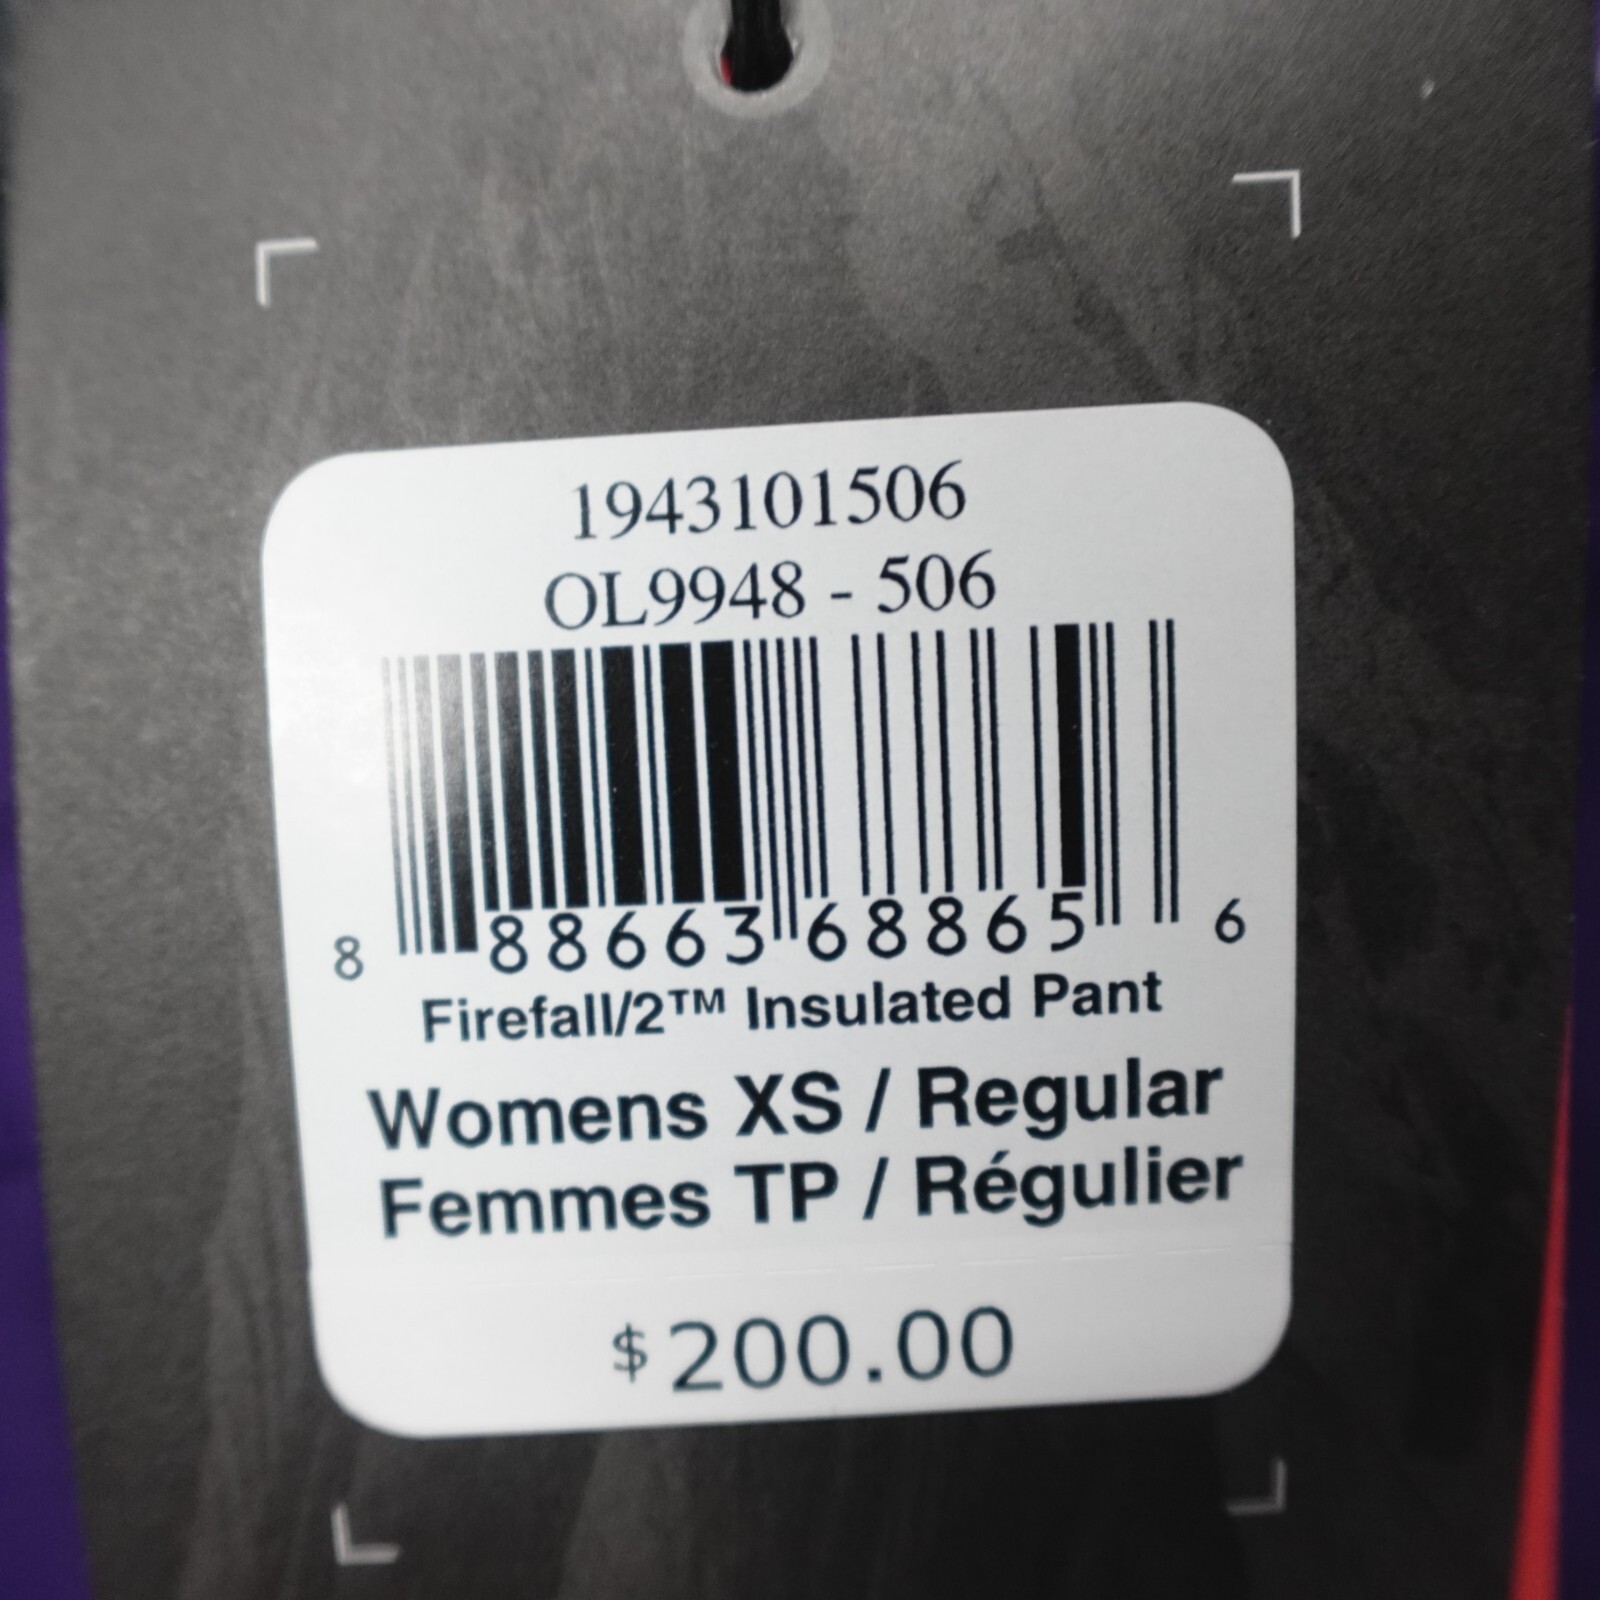 1943101506
OL9948 - 506
8 88663 68865 6
Firefall/2™ Insulated Pant
Womens XS / Regular
Femmes TP / Régulier
$200.00